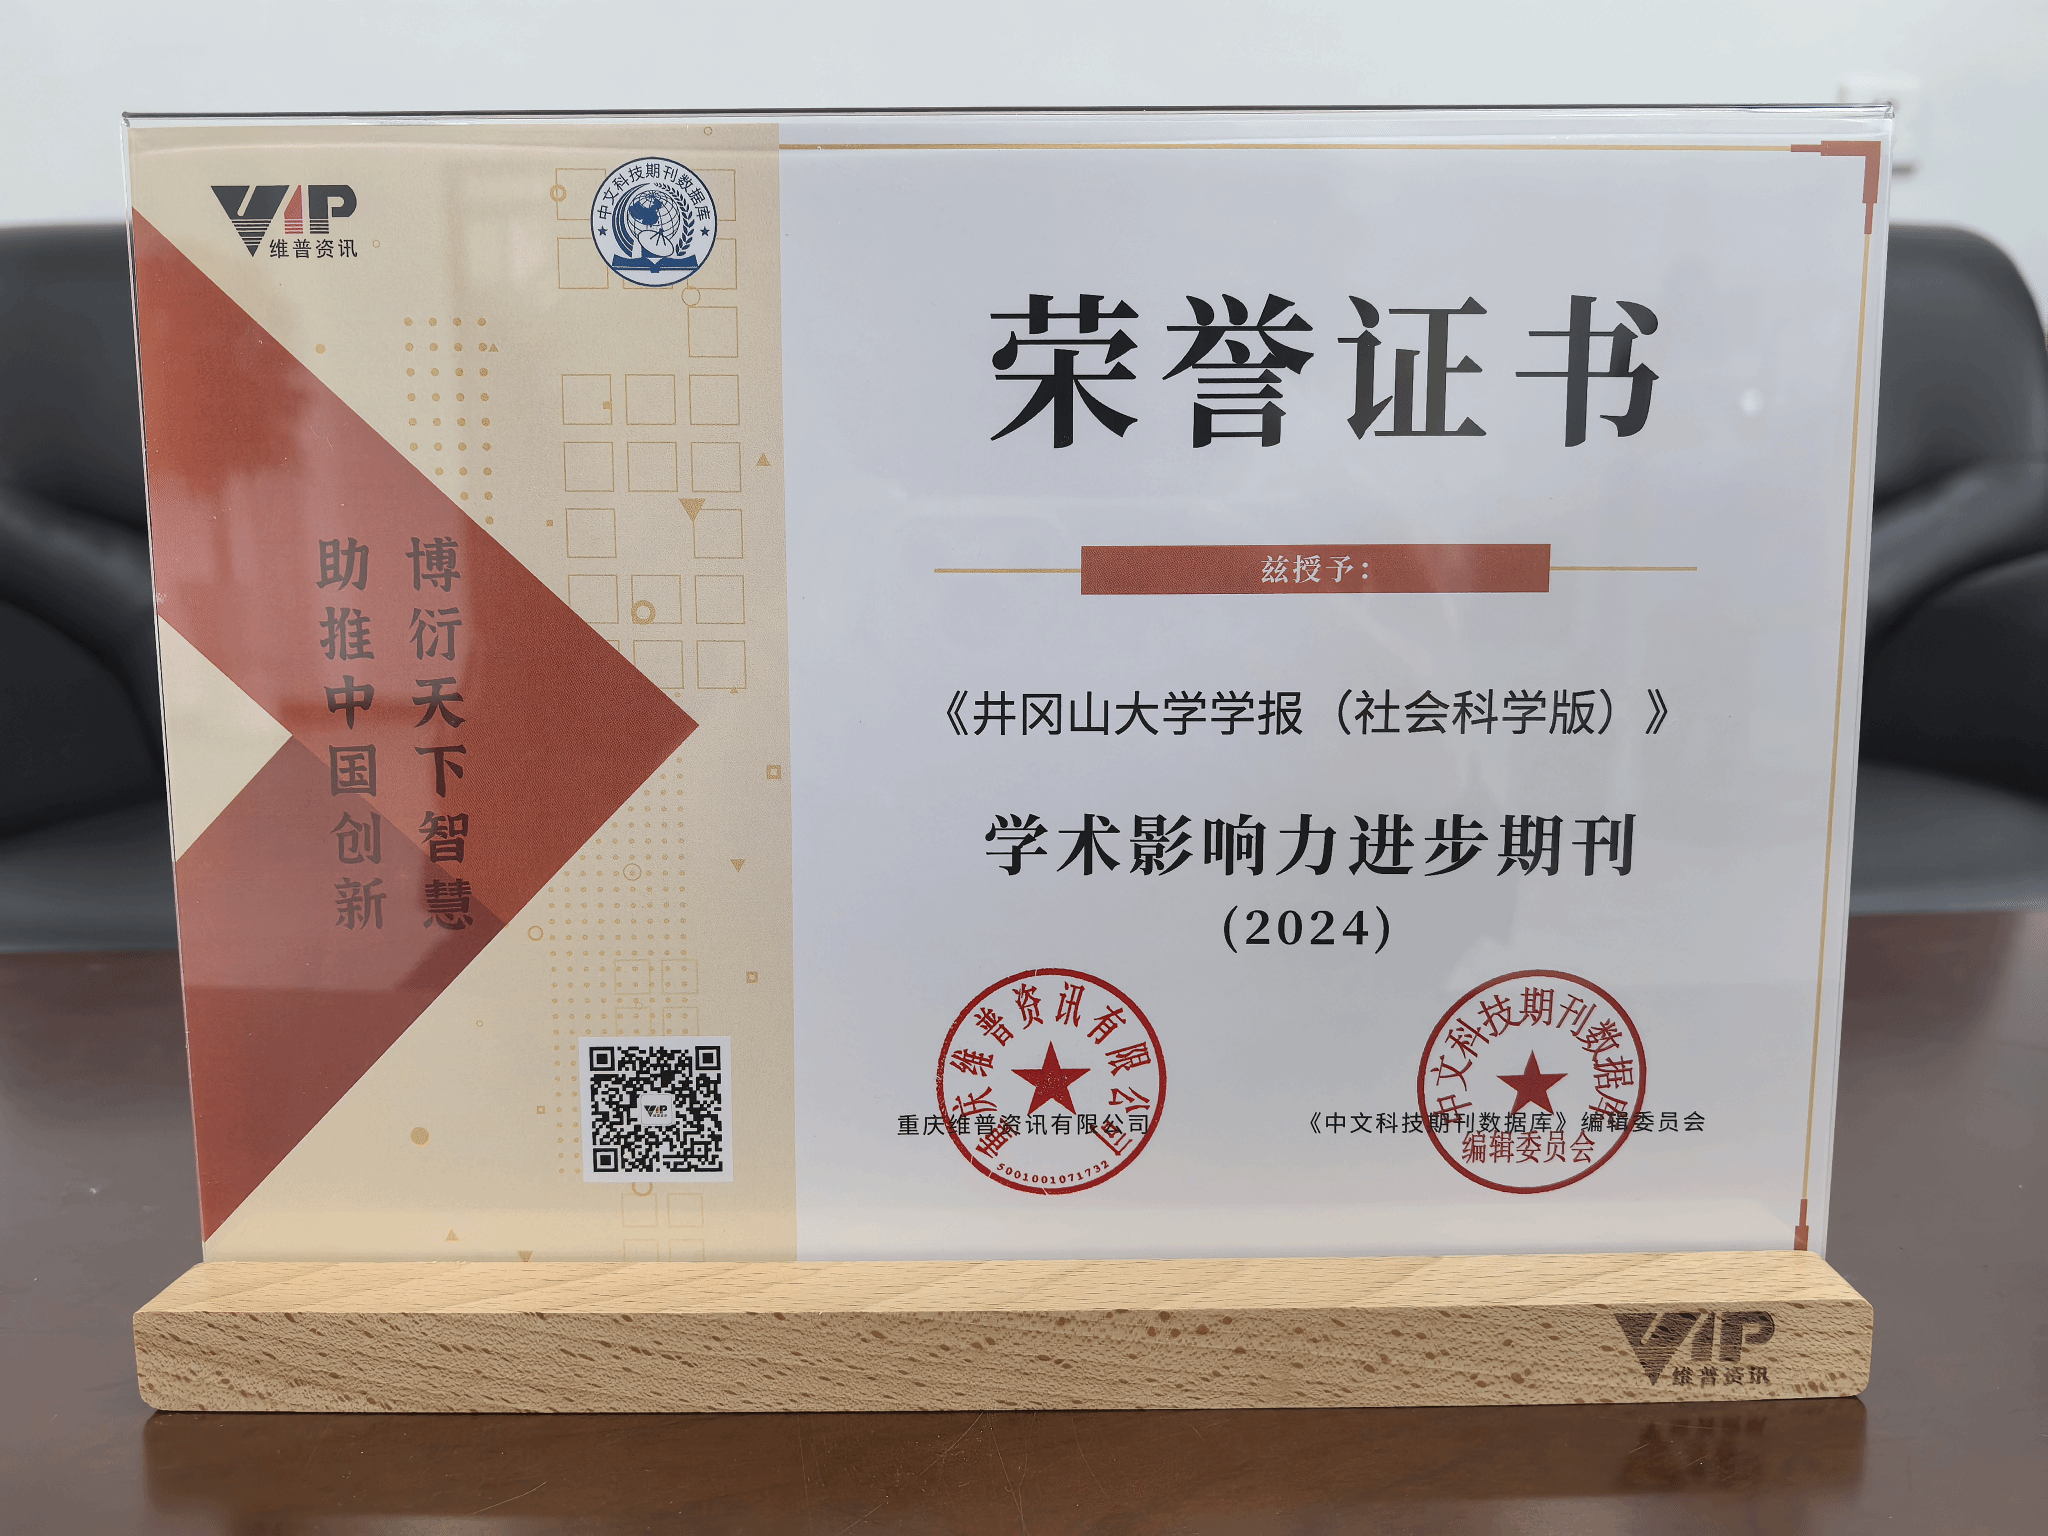 VIP
维普资讯
中文科技期刊数据库
博衍天下智慧
助推中国创新
荣誉证书
兹授予：
《井冈山大学学报（社会科学版）》
学术影响力进步期刊
(2024)
重庆维普资讯有限公司
5001001071732
重庆维普资讯有限公司
中文科技期刊数据库
编辑委员会
《中文科技期刊数据库》编辑委员会
VIP
VIP
维普资讯